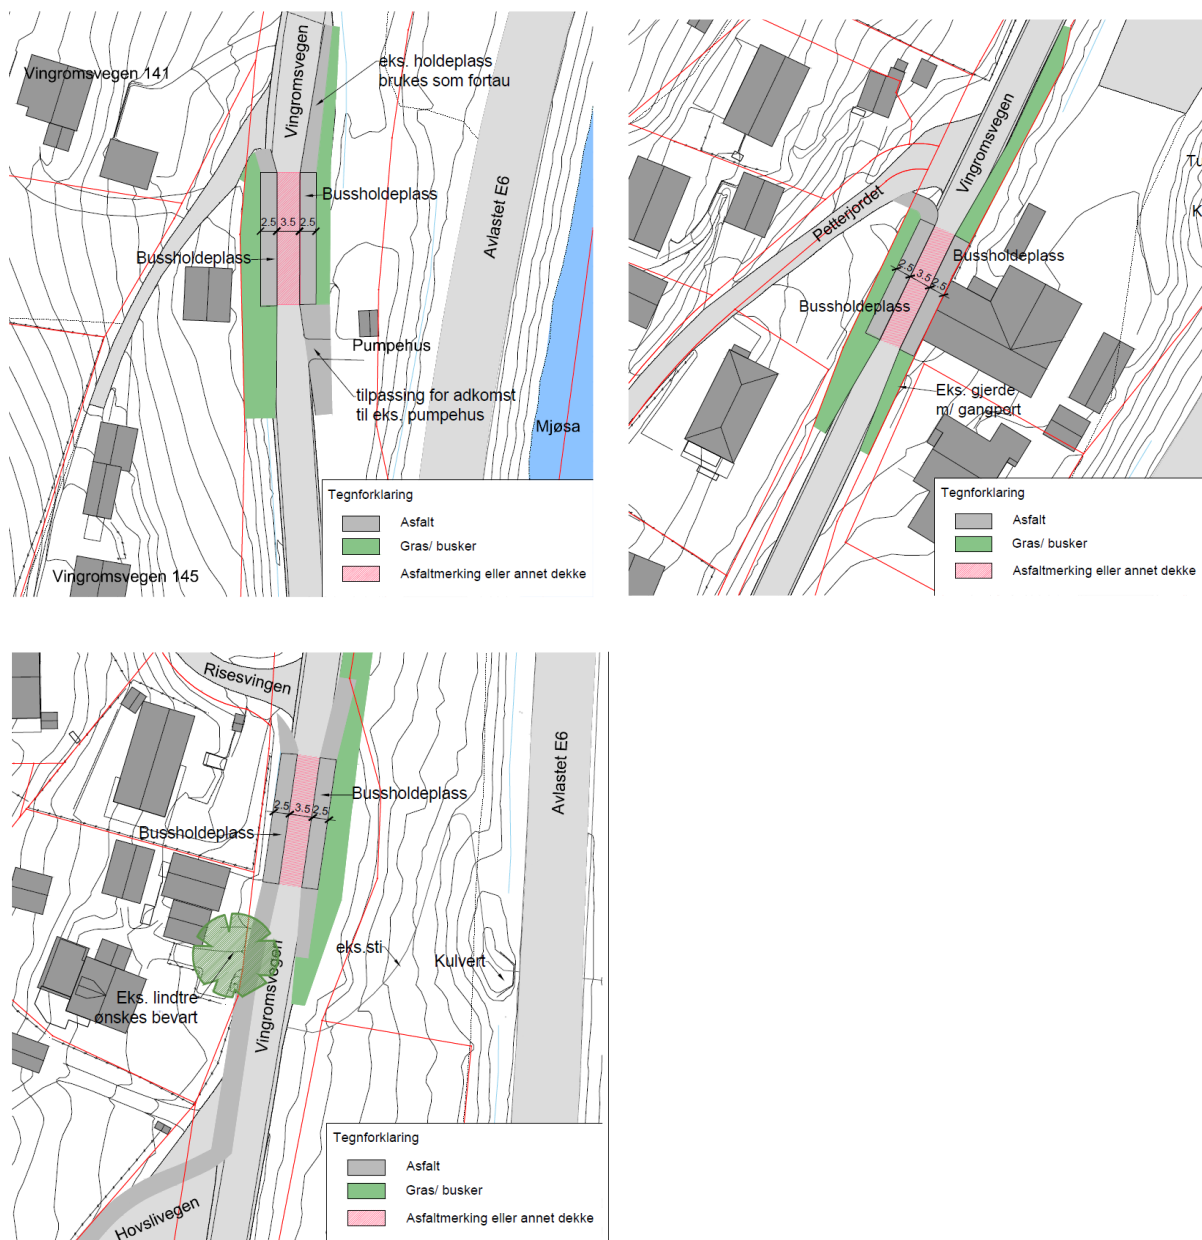 Vingromsvegen 141
Vingromsvegen
eks. holdeplass
brukes som fortau
Bussholdeplass
2.5 3.5 2.5
Bussholdeplass
Avlastet E6
Pumpehus
tilpassing for adkomst
til eks. pumpehus
Mjøsa
Vingromsvegen 145
Tegnforklaring
Asfalt
Gras/ busker
Asfaltmerking eller annet dekke
Vingromsvegen
Petterjordet
Tu
K
Bussholdeplass
2.5 3.5 2.5
Bussholdeplass
Eks. gjerde
m/ gangport
Tegnforklaring
Asfalt
Gras/ busker
Asfaltmerking eller annet dekke
Risesvingen
Avlastet E6
Bussholdeplass
2.5 3.5 2.5
Bussholdeplass
eks.sti
Kulvert
Vingromsvegen
Eks. lindtre
ønskes bevart
Hovslivegen
Tegnforklaring
Asfalt
Gras/ busker
Asfaltmerking eller annet dekke